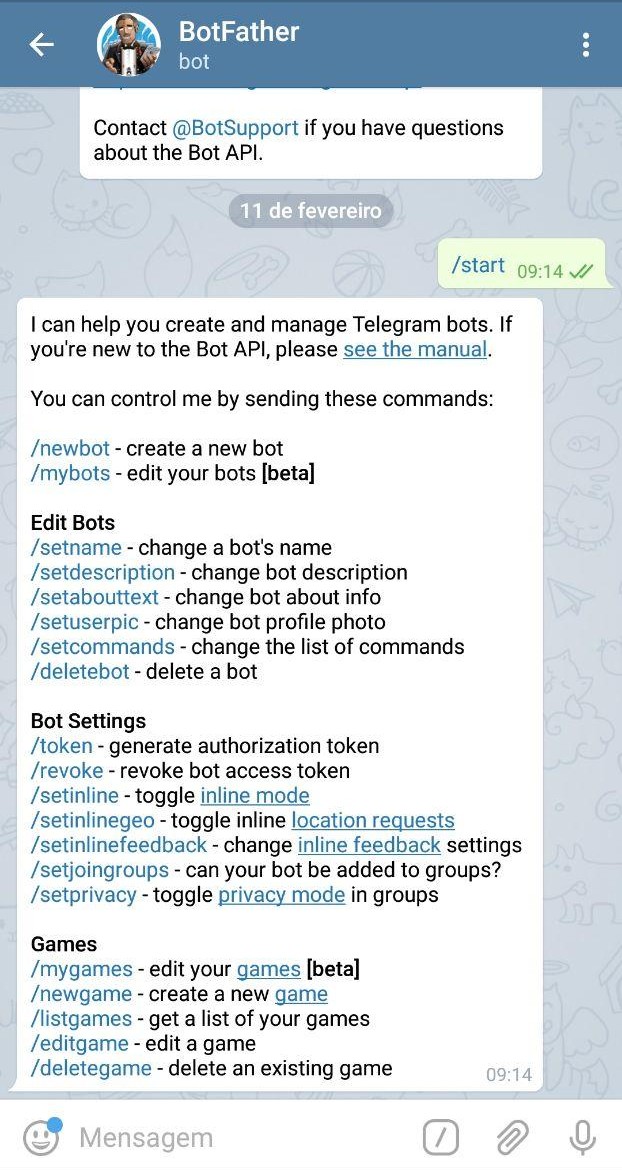 BotFather
bot
Contact @BotSupport if you have questions
about the Bot API.
11 de fevereiro
/start 09:14
I can help you create and manage Telegram bots. If
you're new to the Bot API, please see the manual.
You can control me by sending these commands:
/newbot - create a new bot
/mybots - edit your bots [beta]
Edit Bots
/setname - change a bot's name
/setdescription - change bot description
/setabouttext - change bot about info
/setuserpic - change bot profile photo
/setcommands - change the list of commands
/deletebot - delete a bot
Bot Settings
/token - generate authorization token
/revoke - revoke bot access token
/setinline - toggle inline mode
/setinlinegeo - toggle inline location requests
/setinlinefeedback - change inline feedback settings
/setjoingroups - can your bot be added to groups?
/setprivacy - toggle privacy mode in groups
Games
/mygames - edit your games [beta]
/newgame - create a new game
/listgames - get a list of your games
/editgame - edit a game
/deletegame - delete an existing game
09:14
Mensagem